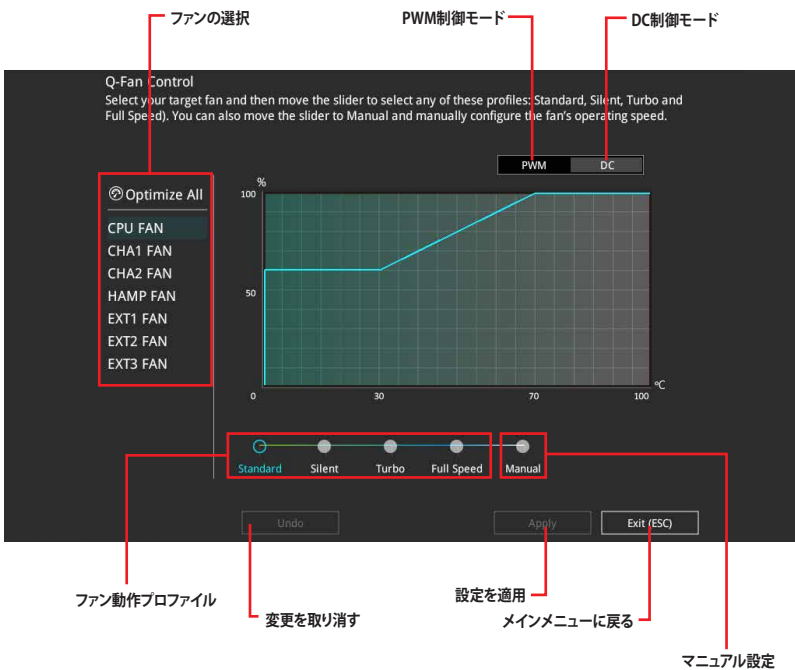 ファンの選択
PWM制御モード
DC制御モード
Q-Fan Control
Select your target fan and then move the slider to select any of these profiles: Standard, Silent, Turbo and
Full Speed). You can also move the slider to Manual and manually configure the fan's operating speed.
PWM
DC
Optimize All
CPU FAN
CHA1 FAN
CHA2 FAN
HAMP FAN
EXT1 FAN
EXT2 FAN
EXT3 FAN
%
100
50
0
30
70
100
ºC
Standard
Silent
Turbo
Full Speed
Manual
Undo
Apply
Exit (ESC)
ファン動作プロファイル
変更を取り消す
設定を適用
メインメニューに戻る
マニュアル設定